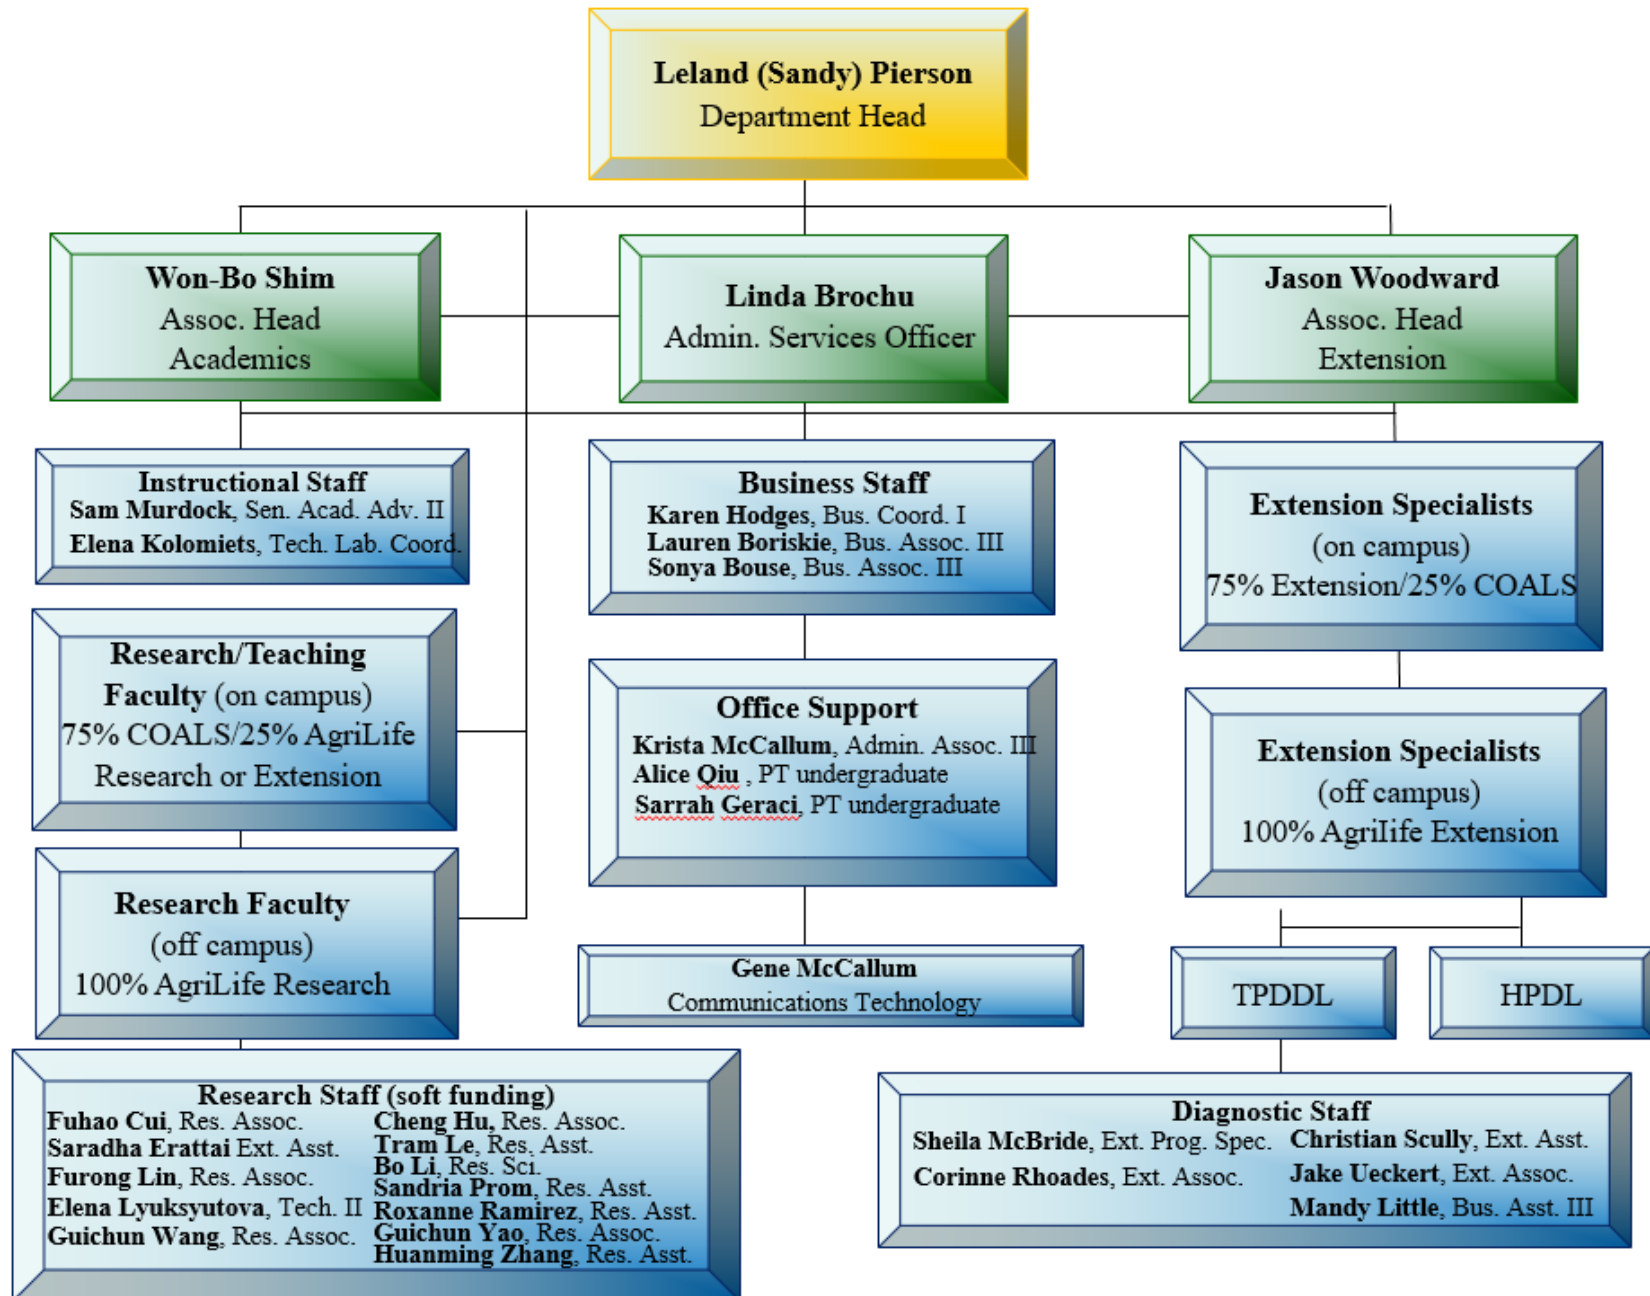 Leland (Sandy) Pierson
Department Head
Won-Bo Shim
Assoc. Head
Academics
Linda Brochu
Admin. Services Officer
Jason Woodward
Assoc. Head
Extension
Instructional Staff
Sam Murdock, Sen. Acad. Adv. II
Elena Kolomiets, Tech. Lab. Coord.
Business Staff
Karen Hodges, Bus. Coord. I
Lauren Boriskie, Bus. Assoc. III
Sonya Bouse, Bus. Assoc. III
Extension Specialists
(on campus)
75% Extension/25% COALS
Research/Teaching
Faculty (on campus)
75% COALS/25% AgriLife
Research or Extension
Office Support
Krista McCallum, Admin. Assoc. III
Alice Qiu , PT undergraduate
Sarrah Geraci, PT undergraduate
Extension Specialists
(off campus)
100% AgriIife Extension
Research Faculty
(off campus)
100% AgriLife Research
Gene McCallum
Communications Technology
TPDDL
HPDL
Research Staff (soft funding)
Fuhao Cui, Res. Assoc.
Saradha Erattai Ext. Asst.
Furong Lin, Res. Assoc.
Elena Lyuksyutova, Tech. II
Guichun Wang, Res. Assoc.
Cheng Hu, Res. Assoc.
Tram Le, Res. Asst.
Bo Li, Res. Sci.
Sandria Prom, Res. Asst.
Roxanne Ramirez, Res. Asst.
Guichun Yao, Res. Assoc.
Huanming Zhang, Res. Asst.
Diagnostic Staff
Sheila McBride, Ext. Prog. Spec.
Corinne Rhoades, Ext. Assoc.
Christian Scully, Ext. Asst.
Jake Ueckert, Ext. Assoc.
Mandy Little, Bus. Asst. III